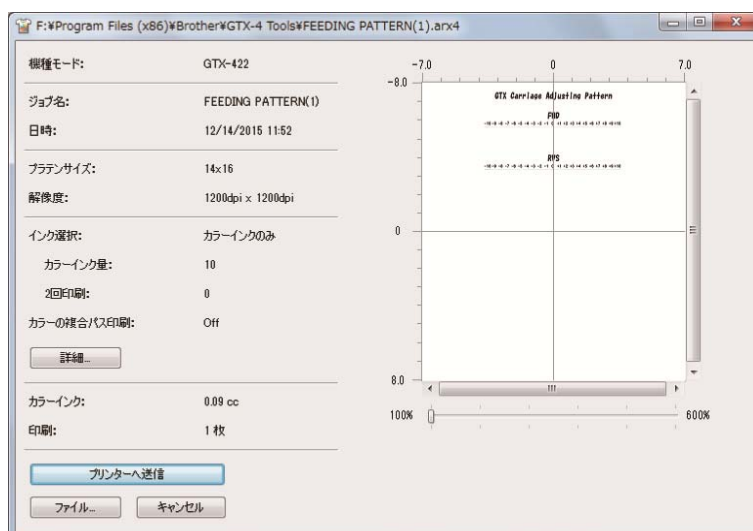 F:¥Program Files (x86)¥Brother¥GTX-4 Tools¥FEEDING PATTERN(1).arx4
機種モード: GTX-422
ジョブ名: FEEDING PATTERN(1)
日時: 12/14/2015 11:52
プラテンサイズ: 14x16
解像度: 1200dpi x 1200dpi
インク選択: カラーインクのみ
カラーインク量: 10
2回印刷: 0
カラーの複合パス印刷: Off
詳細...
カラーインク: 0.09 cc
印刷: 1 枚
プリンターへ送信
ファイル... キャンセル
-7.0 0 7.0
-8.0
GTX Carriage Adjusting Pattern
FWD
RVS
0
8.0
100% 600%